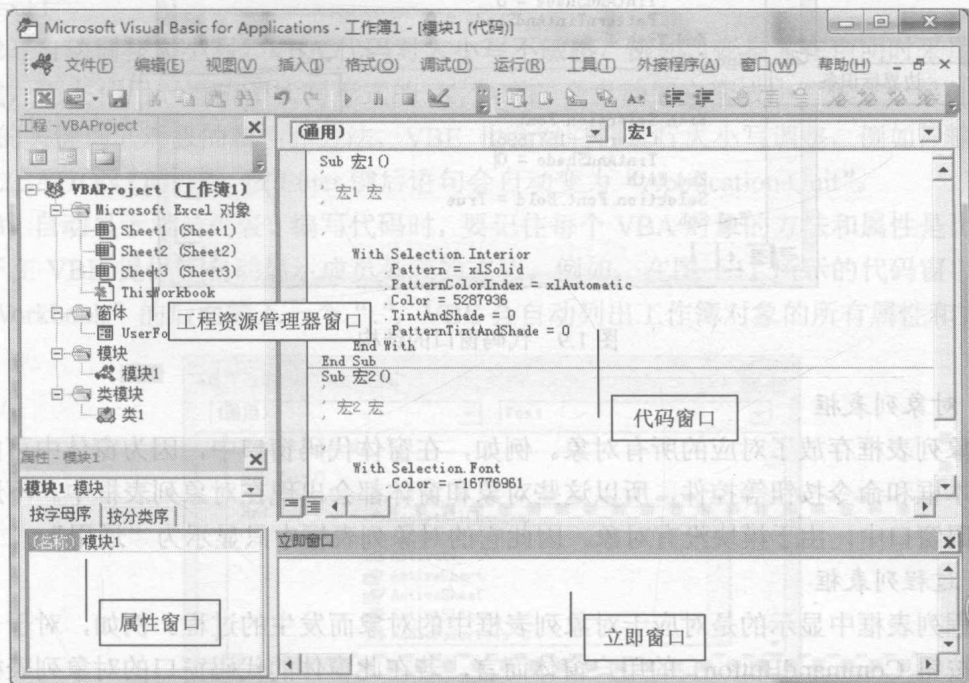 Microsoft Visual Basic for Applications - 工作簿1 - [模块1 (代码)]
文件(F) 编辑(E) 视图(V) 插入(I) 格式(O) 调试(D) 运行(R) 工具(T) 外接程序(A) 窗口(W) 帮助(H)
工程 - VBAProject
VBAProject (工作簿1)
Microsoft Excel 对象
Sheet1 (Sheet1)
Sheet2 (Sheet2)
Sheet3 (Sheet3)
ThisWorkbook
窗体
UserFo
模块
模块1
类模块
类1
工程资源管理器窗口
属性 - 模块1
模块1 模块
按字母序 按分类序
(名称) 模块1
属性窗口
(通用) 宏1
Sub 宏1()
'
' 宏1 宏
'
With Selection.Interior
.Pattern = xlSolid
.PatternColorIndex = xlAutomatic
.Color = 5287936
.TintAndShade = 0
.PatternTintAndShade = 0
End With
End Sub
Sub 宏2()
'
' 宏2 宏
'
With Selection.Font
.Color = -16776961
代码窗口
立即窗口
立即窗口